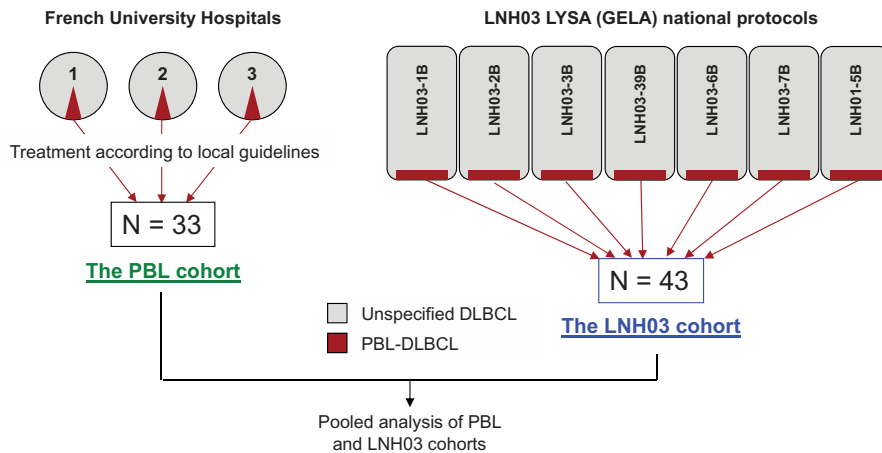 French University Hospitals
1 2 3
Treatment according to local guidelines
N = 33
The PBL cohort
LNH03 LYSA (GELA) national protocols
LNH03-1B
LNH03-2B
LNH03-3B
LNH03-39B
LNH03-6B
LNH03-7B
LNH01-5B
N = 43
The LNH03 cohort
Unspecified DLBCL
PBL-DLBCL
Pooled analysis of PBL
and LNH03 cohorts